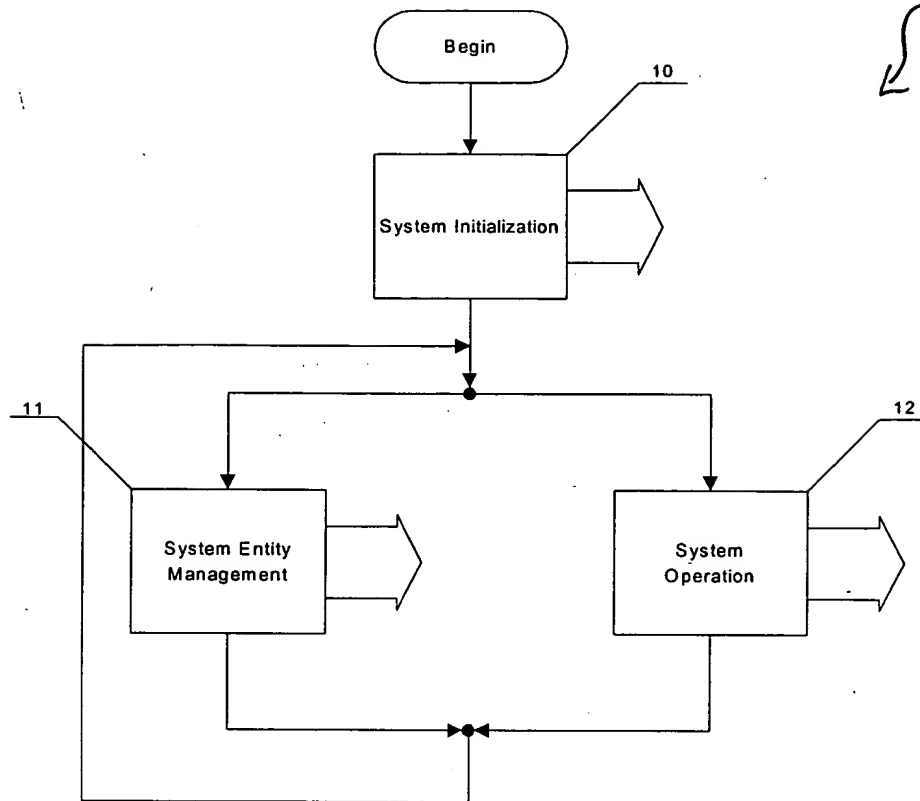 Begin
10
System Initialization
11
12
System Entity
Management
System
Operation